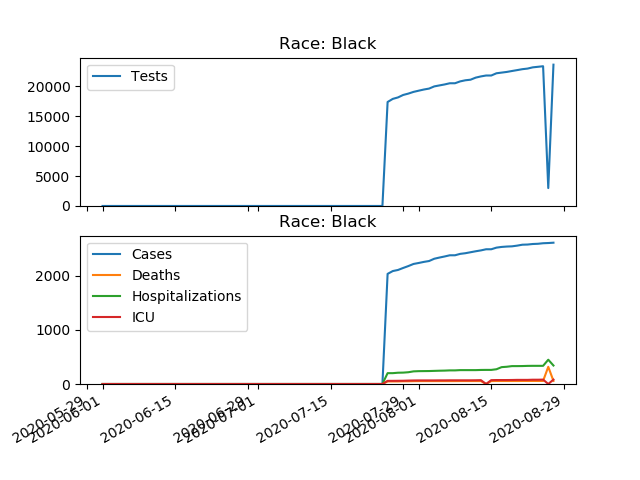 Race: Black
Tests
20000
15000
10000
5000
0
Race: Black
Cases
Deaths
Hospitalizations
ICU
2000
1000
0
2020-05-29
2020-06-01
2020-06-15
2020-06-29
2020-07-01
2020-07-15
2020-07-29
2020-08-01
2020-08-15
2020-08-29